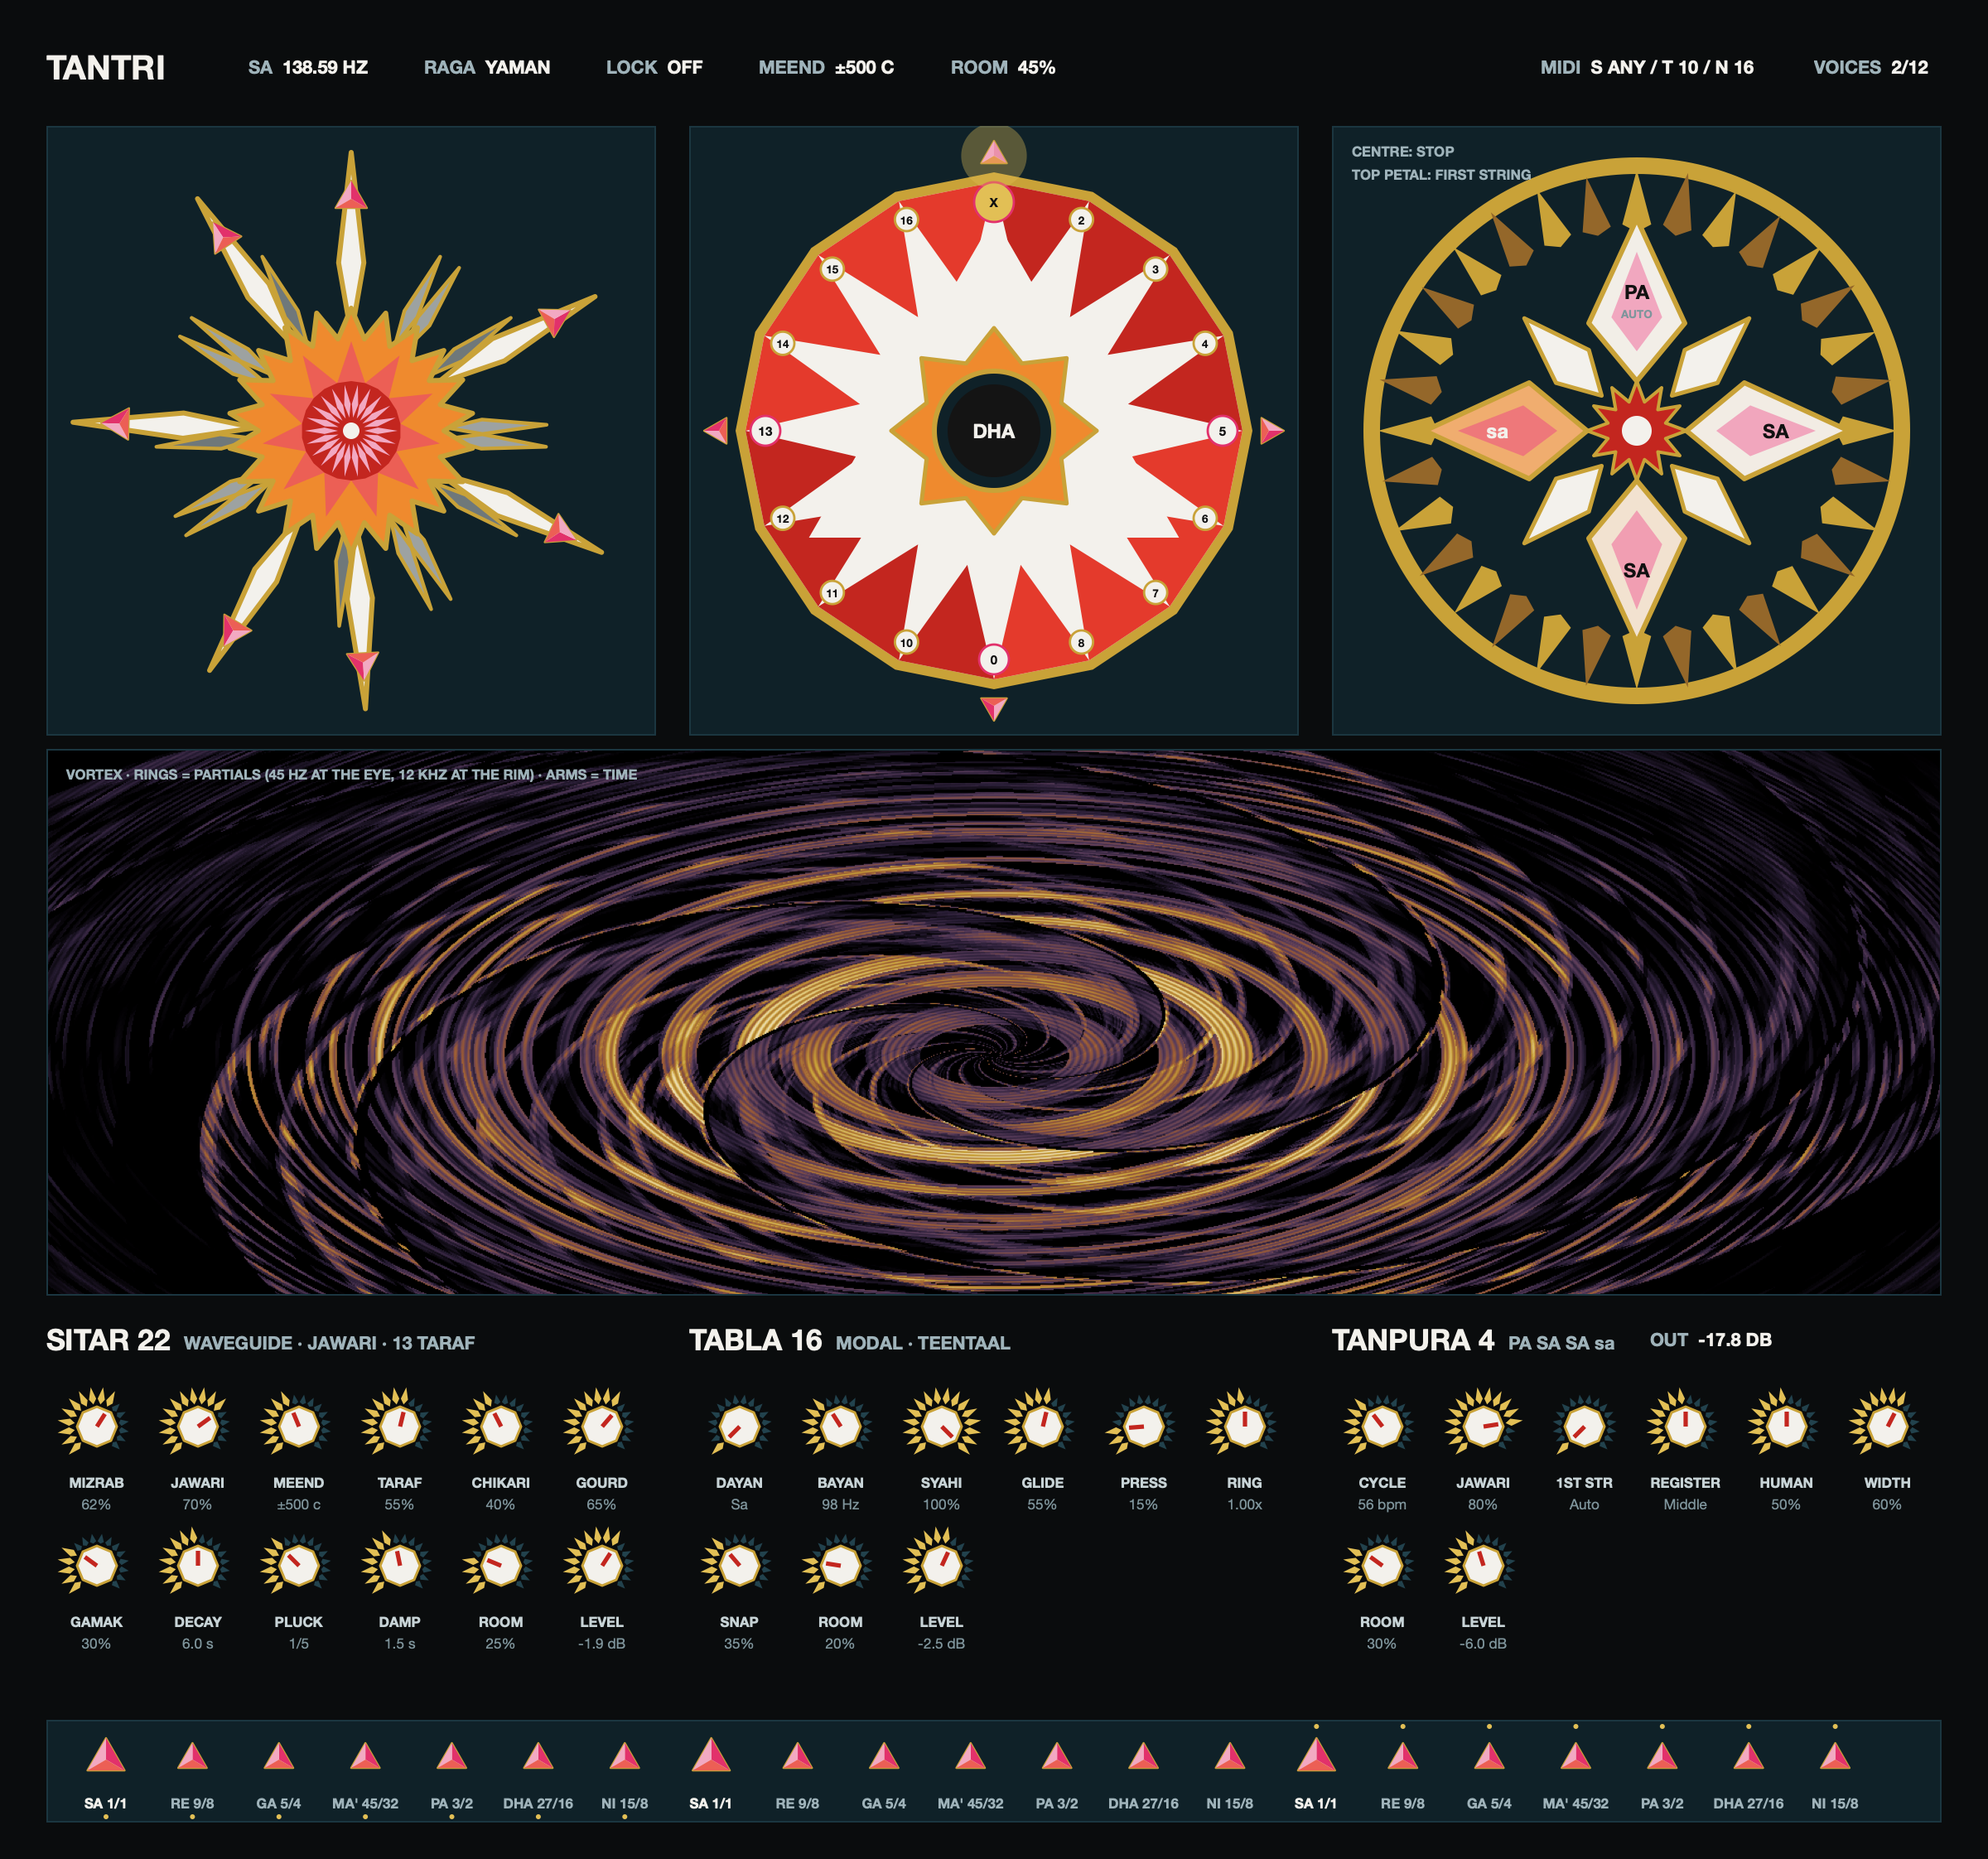 TANTRI SA 138.59 HZ RAGA YAMAN LOCK OFF MEEND ±500 C ROOM 45% MIDI S ANY / T 10 / N 16 VOICES 2/12
X
2
3
4
5
6
7
8
0
10
11
12
13
14
15
16
DHA
CENTRE: STOP
TOP PETAL: FIRST STRING
PA
AUTO
sa
SA
SA
VORTEX · RINGS = PARTIALS (45 HZ AT THE EYE, 12 KHZ AT THE RIM) · ARMS = TIME
SITAR 22 WAVEGUIDE · JAWARI · 13 TARAF
MIZRAB JAWARI MEEND TARAF CHIKARI GOURD
62% 70% ±500 c 55% 40% 65%
GAMAK DECAY PLUCK DAMP ROOM LEVEL
30% 6.0 s 1/5 1.5 s 25% -1.9 dB
TABLA 16 MODAL · TEENTAAL
DAYAN BAYAN SYAHI GLIDE PRESS RING
Sa 98 Hz 100% 55% 15% 1.00x
SNAP ROOM LEVEL
35% 20% -2.5 dB
TANPURA 4 PA SA SA sa OUT -17.8 DB
CYCLE JAWARI 1ST STR REGISTER HUMAN WIDTH
56 bpm 80% Auto Middle 50% 60%
ROOM LEVEL
30% -6.0 dB
SA 1/1 RE 9/8 GA 5/4 MA' 45/32 PA 3/2 DHA 27/16 NI 15/8 SA 1/1 RE 9/8 GA 5/4 MA' 45/32 PA 3/2 DHA 27/16 NI 15/8 SA 1/1 RE 9/8 GA 5/4 MA' 45/32 PA 3/2 DHA 27/16 NI 15/8